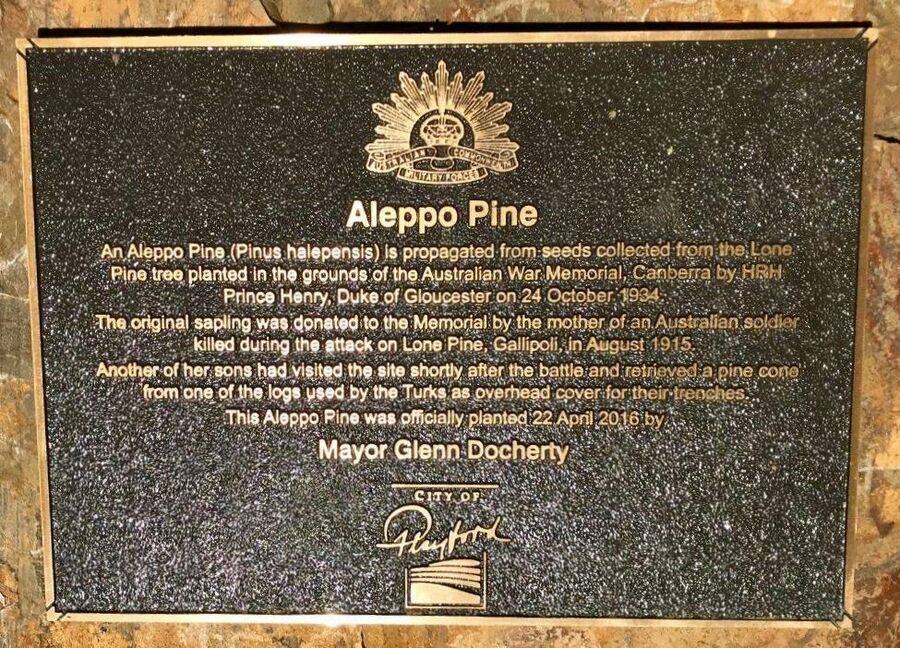 AUSTRALIAN COMMONWEALTH
MILITARY FORCES
Aleppo Pine
An Aleppo Pine (Pinus halepensis) is propagated from seeds collected from the Lone
Pine tree planted in the grounds of the Australian War Memorial, Canberra by HRH
Prince Henry, Duke of Gloucester on 24 October 1934.
The original sapling was donated to the Memorial by the mother of an Australian soldier
killed during the attack on Lone Pine, Gallipoli, in August 1915.
Another of her sons had visited the site shortly after the battle and retrieved a pine cone
from one of the logs used by the Turks as overhead cover for their trenches.
This Aleppo Pine was officially planted 22 April 2016 by
Mayor Glenn Docherty
CITY OF
Playford